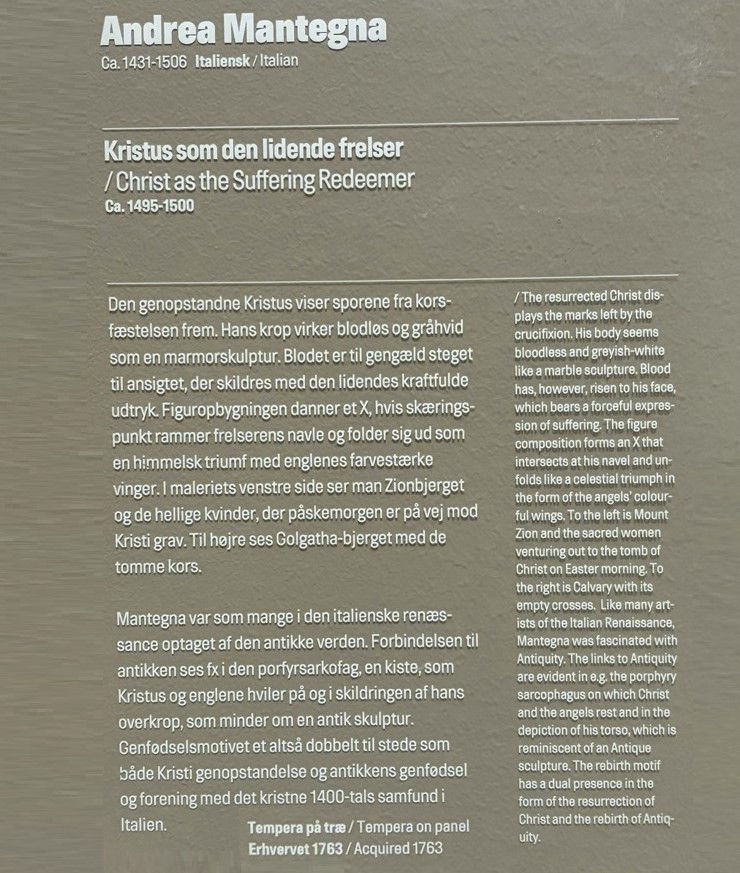 Andrea Mantegna
Ca. 1431-1506 Italiensk / Italian
Kristus som den lidende frelser
/ Christ as the Suffering Redeemer
Ca. 1495-1500
Den genopstandne Kristus viser sporene fra kors-
fæstelsen frem. Hans krop virker blodløs og gråhvid
som en marmorskulptur. Blodet er til gengæld steget
til ansigtet, der skildres med den lidendes kraftfulde
udtryk. Figuropbygningen danner et X, hvis skærings-
punkt rammer frelserens navle og folder sig ud som
en himmelsk triumf med englenes farvestærke
vinger. I maleriets venstre side ser man Zionbjerget
og de hellige kvinder, der påskemorgen er på vej mod
Kristi grav. Til højre ses Golgatha-bjerget med de
tomme kors.
Mantegna var som mange i den italienske renæs-
sance optaget af den antikke verden. Forbindelsen til
antikken ses fx i den porfyrsarkofag, en kiste, som
Kristus og englene hviler på og i skildringen af hans
overkrop, som minder om en antik skulptur.
Genfødselsmotivet et altså dobbelt til stede som
både Kristi genopstandelse og antikkens genfødsel
og forening med det kristne 1400-tals samfund i
Italien.
/ The resurrected Christ dis-
plays the marks left by the
crucifixion. His body seems
bloodless and greyish-white
like a marble sculpture. Blood
has, however, risen to his face,
which bears a forceful expres-
sion of suffering. The figure
composition forms an X that
intersects at his navel and un-
folds like a celestial triumph in
the form of the angels' colour-
ful wings. To the left is Mount
Zion and the sacred women
venturing out to the tomb of
Christ on Easter morning. To
the right is Calvary with its
empty crosses. Like many art-
ists of the Italian Renaissance,
Mantegna was fascinated with
Antiquity. The links to Antiquity
are evident in e.g. the porphyry
sarcophagus on which Christ
and the angels rest and in the
depiction of his torso, which is
reminiscent of an Antique
sculpture. The rebirth motif
has a dual presence in the
form of the resurrection of
Christ and the rebirth of Antiq-
uity.
Tempera på træ / Tempera on panel
Erhvervet 1763 / Acquired 1763